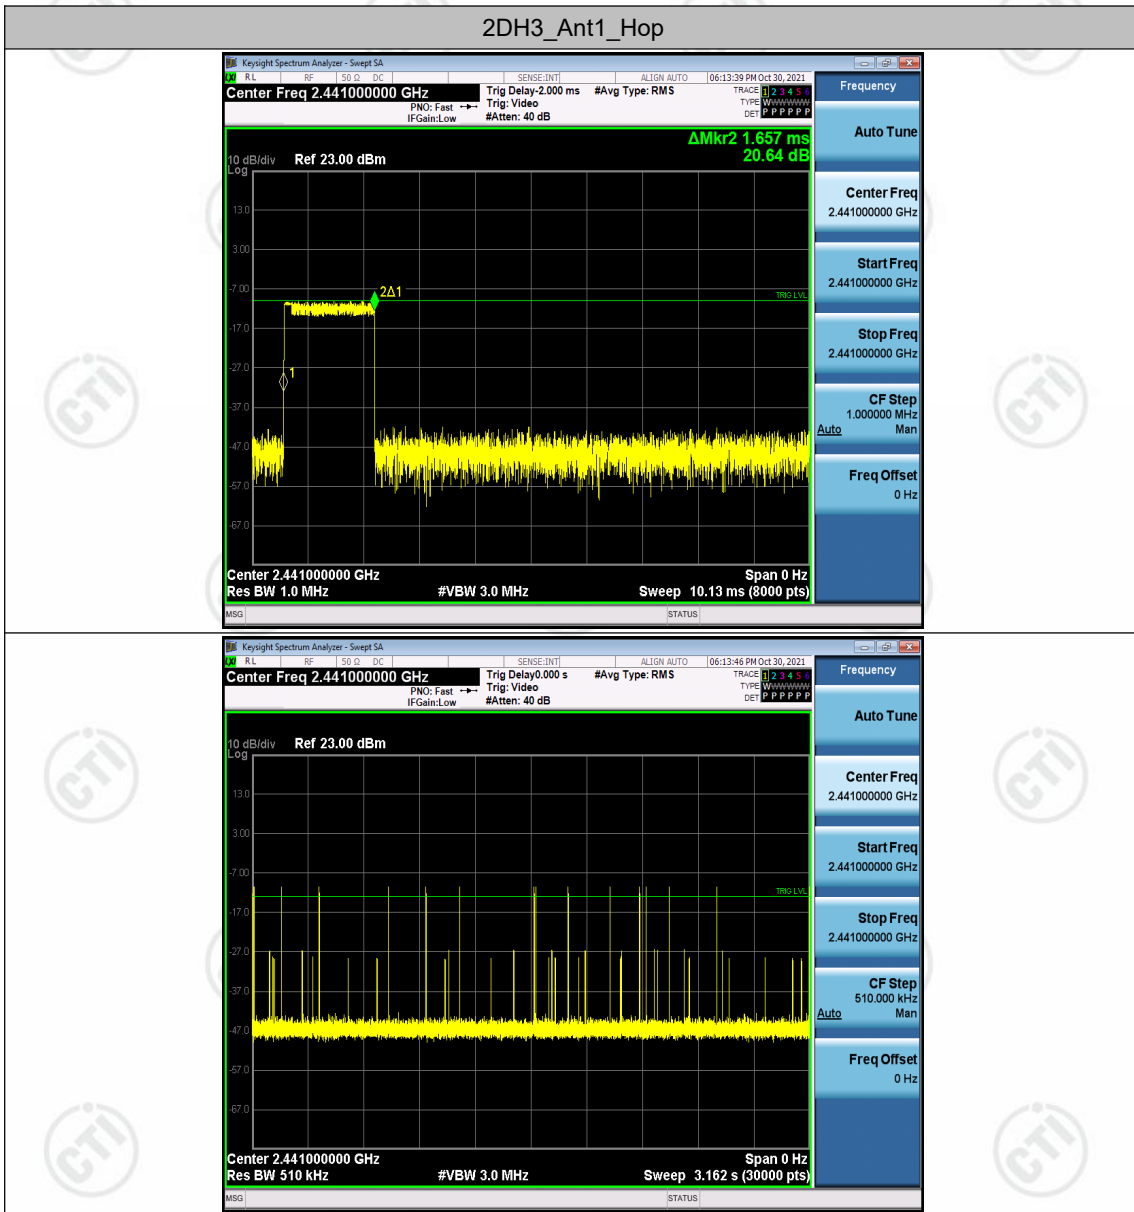 2DH3_Ant1_Hop
Keysight Spectrum Analyzer - Swept SA
LXI RL RF 50 Ω DC SENSE:INT ALIGN AUTO 06:13:39 PM Oct 30, 2021
Center Freq 2.441000000 GHz
PNO: Fast
IFGain:Low
Trig Delay-2.000 ms
Trig: Video
#Atten: 40 dB
#Avg Type: RMS
TRACE 1 2 3 4 5 6
TYPE WWWWWW
DET P P P P P P
ΔMkr2 1.657 ms
20.64 dB
10 dB/div Ref 23.00 dBm
Log
13.0
3.00
-7.00
-17.0
-27.0
-37.0
-47.0
-57.0
-67.0
2Δ1
1
TRIG LVL
Center 2.441000000 GHz Span 0 Hz
Res BW 1.0 MHz #VBW 3.0 MHz Sweep 10.13 ms (8000 pts)
MSG STATUS
Frequency
Auto Tune
Center Freq
2.441000000 GHz
Start Freq
2.441000000 GHz
Stop Freq
2.441000000 GHz
CF Step
1.000000 MHz
Auto Man
Freq Offset
0 Hz
Keysight Spectrum Analyzer - Swept SA
LXI RL RF 50 Ω DC SENSE:INT ALIGN AUTO 06:13:46 PM Oct 30, 2021
Center Freq 2.441000000 GHz
PNO: Fast
IFGain:Low
Trig Delay0.000 s
Trig: Video
#Atten: 40 dB
#Avg Type: RMS
TRACE 1 2 3 4 5 6
TYPE WWWWWW
DET P P P P P P
10 dB/div Ref 23.00 dBm
Log
13.0
3.00
-7.00
-17.0
-27.0
-37.0
-47.0
-57.0
-67.0
TRIG LVL
Center 2.441000000 GHz Span 0 Hz
Res BW 510 kHz #VBW 3.0 MHz Sweep 3.162 s (30000 pts)
MSG STATUS
Frequency
Auto Tune
Center Freq
2.441000000 GHz
Start Freq
2.441000000 GHz
Stop Freq
2.441000000 GHz
CF Step
510.000 kHz
Auto Man
Freq Offset
0 Hz
CTI
CTI
CTI
CTI
CTI
CTI